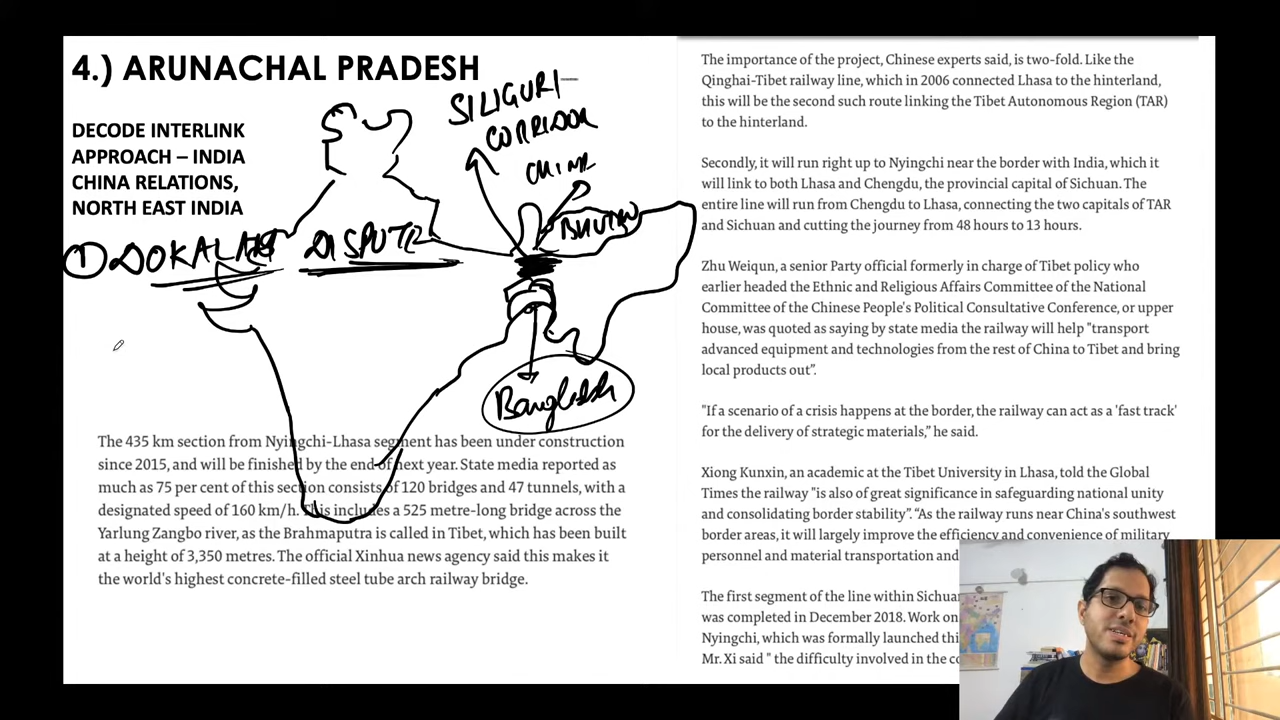 4.) ARUNACHAL PRADESH
DECODE INTERLINK
APPROACH – INDIA
CHINA RELATIONS,
NORTH EAST INDIA
SILIGURI
CORRIDOR
BHUTAN
DISPUTE
The 435 km section from Nyingchi-Lhasa segment has been under construction
since 2015, and will be finished by the end of next year. State media reported as
much as 75 per cent of this section consists of 120 bridges and 47 tunnels, with a
designated speed of 160 km/h. This includes a 525 metre-long bridge across the
Yarlung Zangbo river, as the Brahmaputra is called in Tibet, which has been built
at a height of 3,350 metres. The official Xinhua news agency said this makes it
the world's highest concrete-filled steel tube arch railway bridge.
The importance of the project, Chinese experts said, is two-fold. Like the
Qinghai-Tibet railway line, which in 2006 connected Lhasa to the hinterland,
this will be the second such route linking the Tibet Autonomous Region (TAR)
to the hinterland.
Secondly, it will run right up to Nyingchi near the border with India, which it
will link to both Lhasa and Chengdu, the provincial capital of Sichuan. The
entire line will run from Chengdu to Lhasa, connecting the two capitals of TAR
and Sichuan and cutting the journey from 48 hours to 13 hours.
Zhu Weiqun, a senior Party official formerly in charge of Tibet policy who
earlier headed the Ethnic and Religious Affairs Committee of the National
Committee of the Chinese People's Political Consultative Conference, or upper
house, was quoted as saying by state media the railway will help "transport
advanced equipment and technologies from the rest of China to Tibet and bring
local products out”.
"If a scenario of a crisis happens at the border, the railway can act as a 'fast track'
for the delivery of strategic materials,” he said.
Xiong Kunxin, an academic at the Tibet University in Lhasa, told the Global
Times the railway "is also of great significance in safeguarding national unity
and consolidating border stability”. “As the railway runs near China's southwest
border areas, it will largely improve the efficiency and convenience of military
personnel and material transportation and
The first segment of the line within Sichuan
was completed in December 2018. Work on
Nyingchi, which was formally launched thi
Mr. Xi said " the difficulty involved in the co